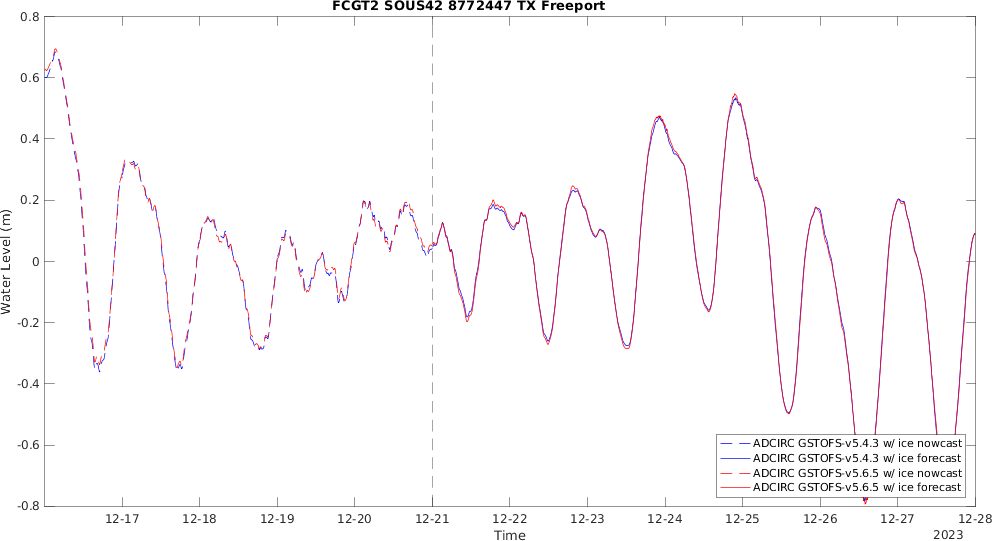 FCGT2 SOUS42 8772447 TX Freeport
0.8
0.6
0.4
0.2
0
-0.2
-0.4
-0.6
-0.8
Water Level (m)
12-17 12-18 12-19 12-20 12-21 12-22 12-23 12-24 12-25 12-26 12-27 12-28
Time
2023
ADCIRC GSTOFS-v5.4.3 w/ ice nowcast
ADCIRC GSTOFS-v5.4.3 w/ ice forecast
ADCIRC GSTOFS-v5.6.5 w/ ice nowcast
ADCIRC GSTOFS-v5.6.5 w/ ice forecast